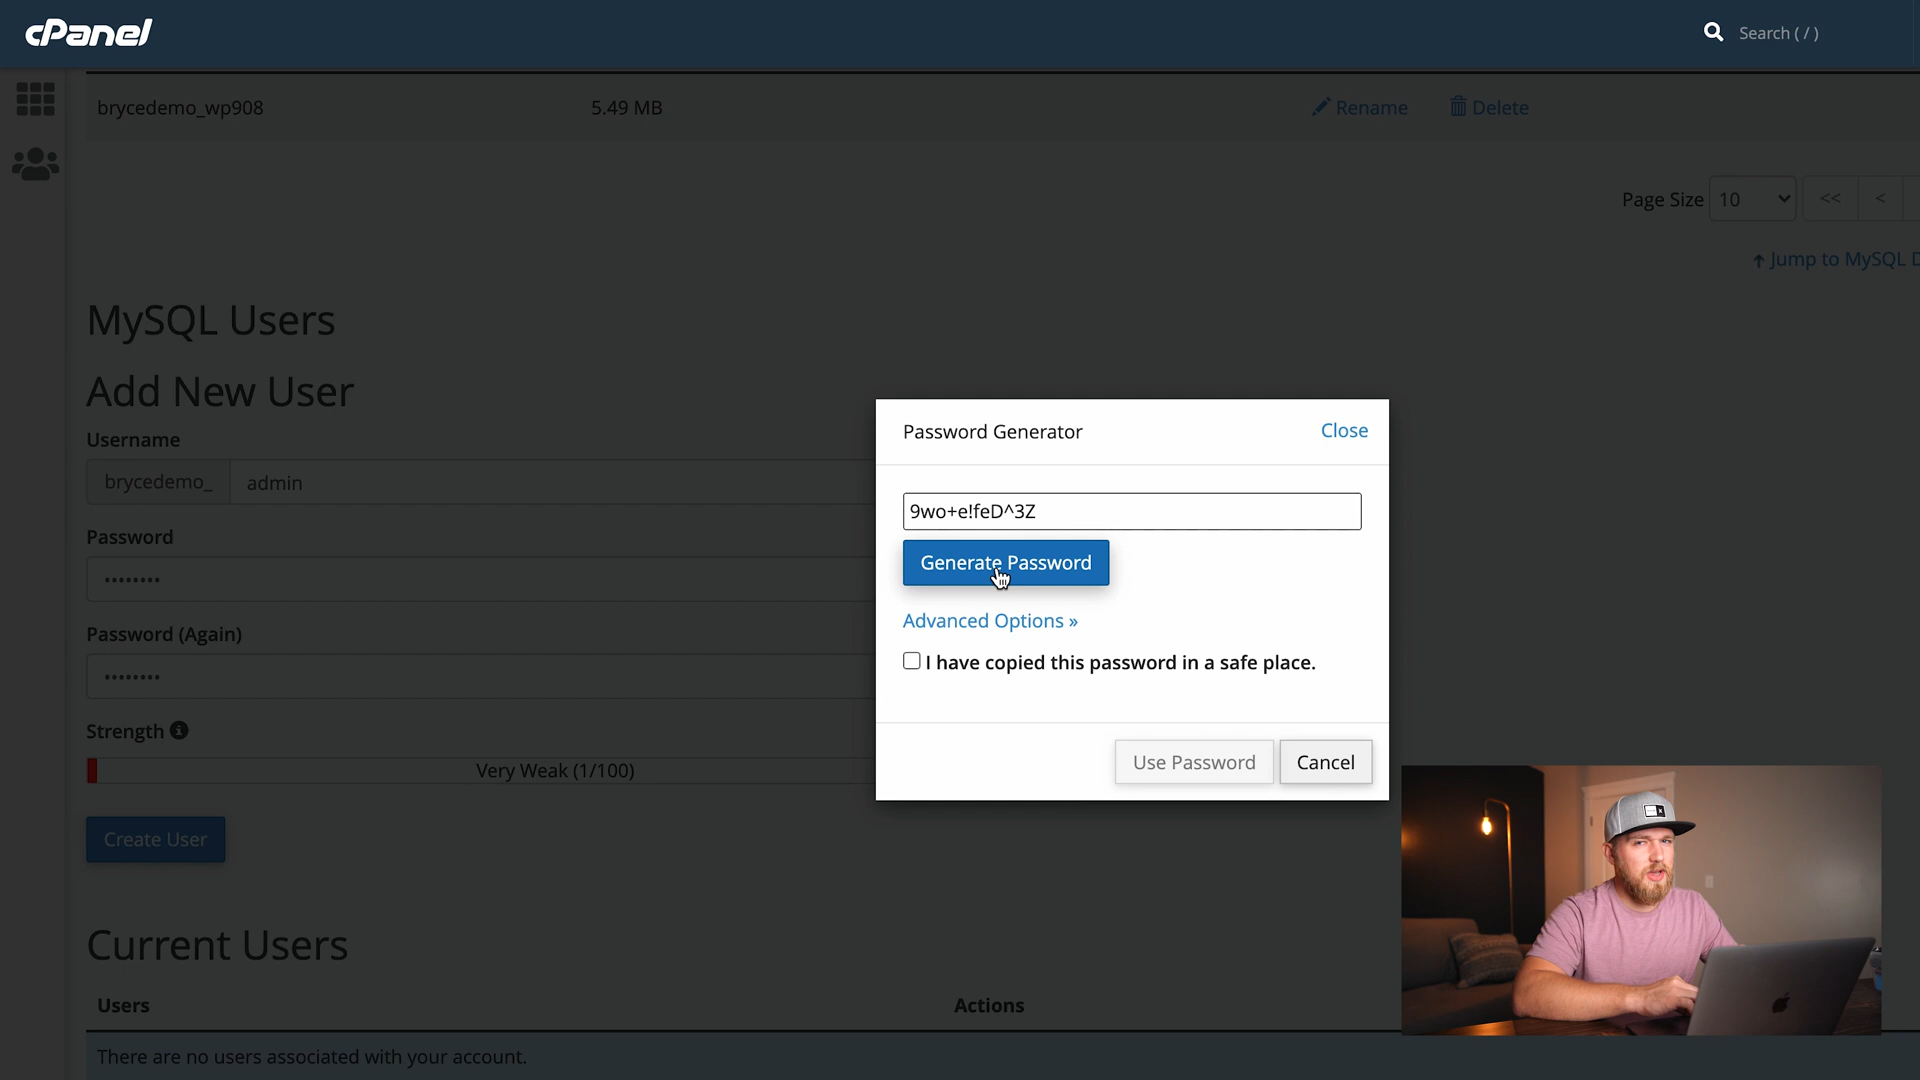 cPanel
Search ( / )
brycedemo_wp908 5.49 MB Rename Delete
Page Size 10 << <
Jump to MySQL D
MySQL Users
Add New User
Username
brycedemo_ admin
Password
••••••••
Password (Again)
••••••••
Strength
Very Weak (1/100)
Create User
Current Users
Users Actions
There are no users associated with your account.
Password Generator Close
9wo+e!feD^3Z
Generate Password
Advanced Options »
I have copied this password in a safe place.
Use Password Cancel